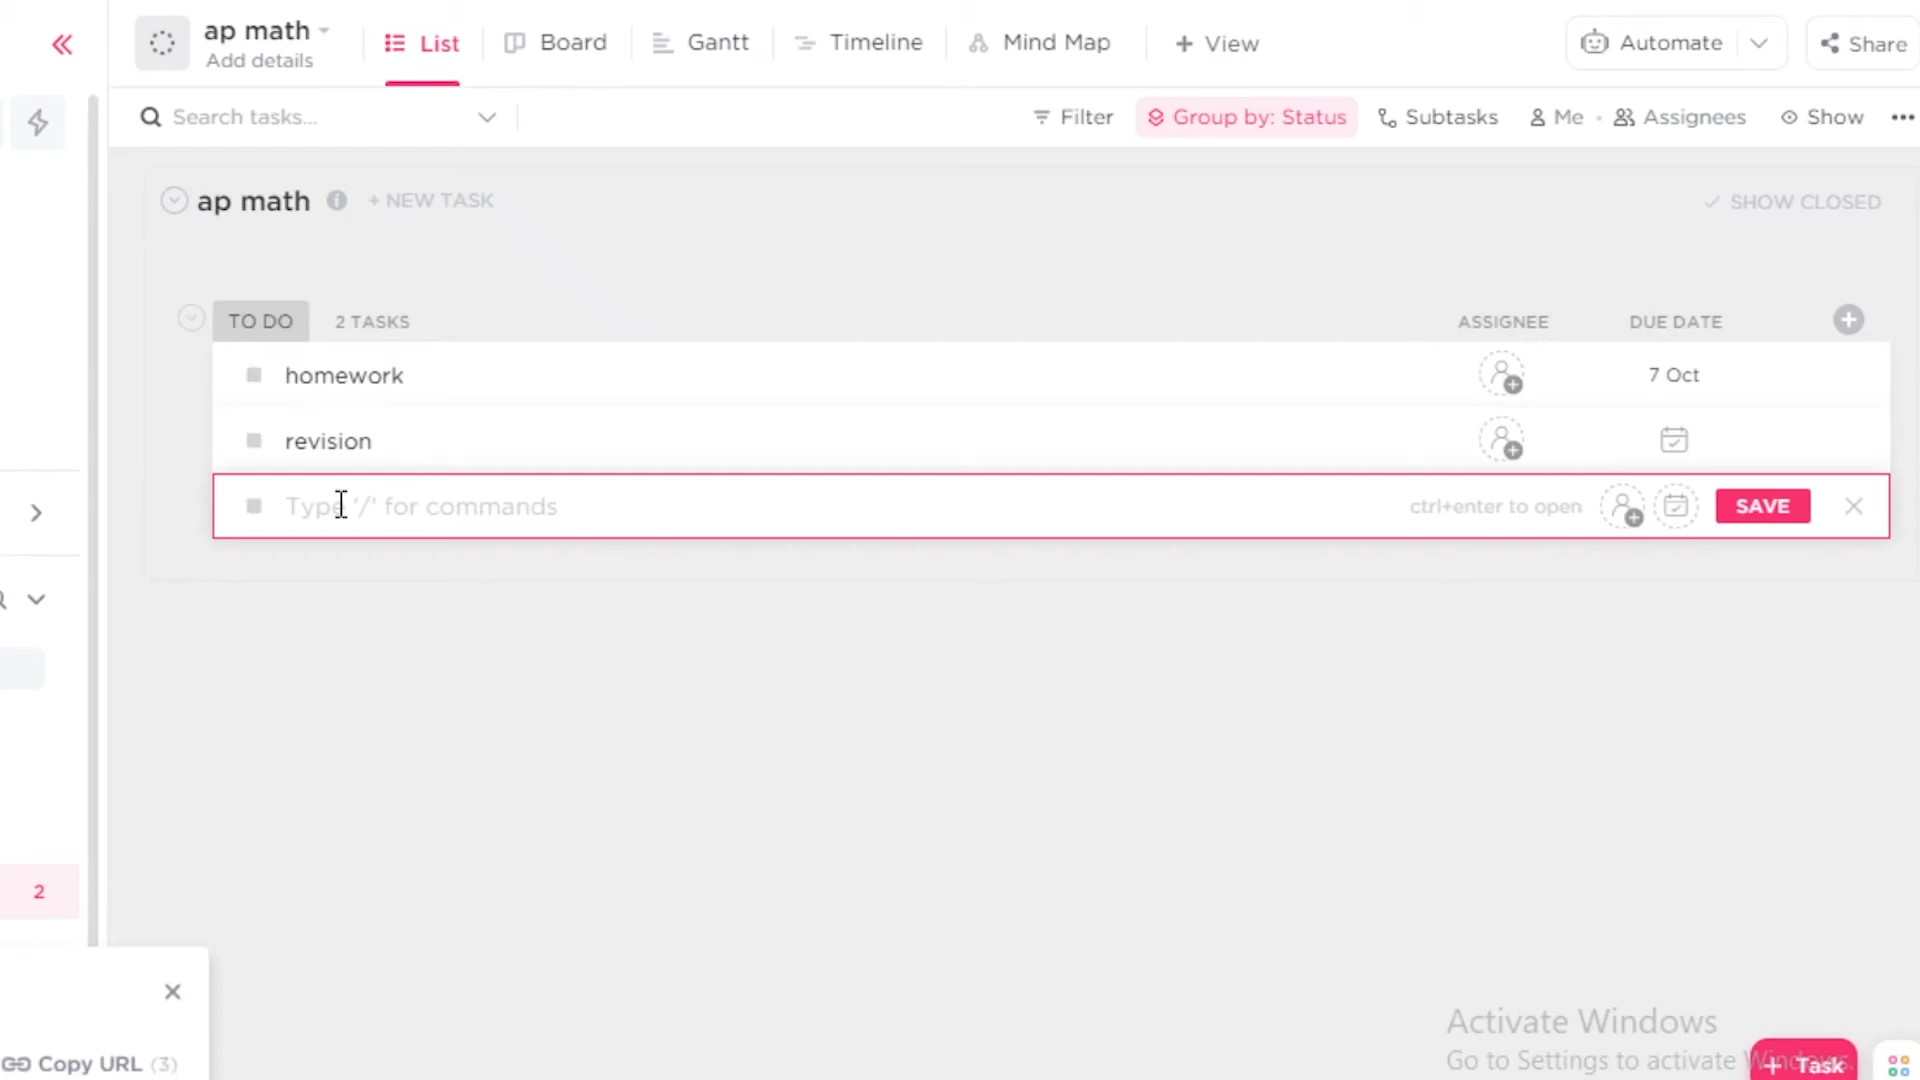 ap math
Add details
List
Board
Gantt
Timeline
Mind Map
+ View
Automate
Share
Search tasks...
Filter
Group by: Status
Subtasks
Me
Assignees
Show
ap math
+ NEW TASK
SHOW CLOSED
TO DO
2 TASKS
ASSIGNEE
DUE DATE
homework
7 Oct
revision
Type '/' for commands
ctrl+enter to open
SAVE
2
Copy URL (3)
Activate Windows
Go to Settings to activate Windows.
+ Task